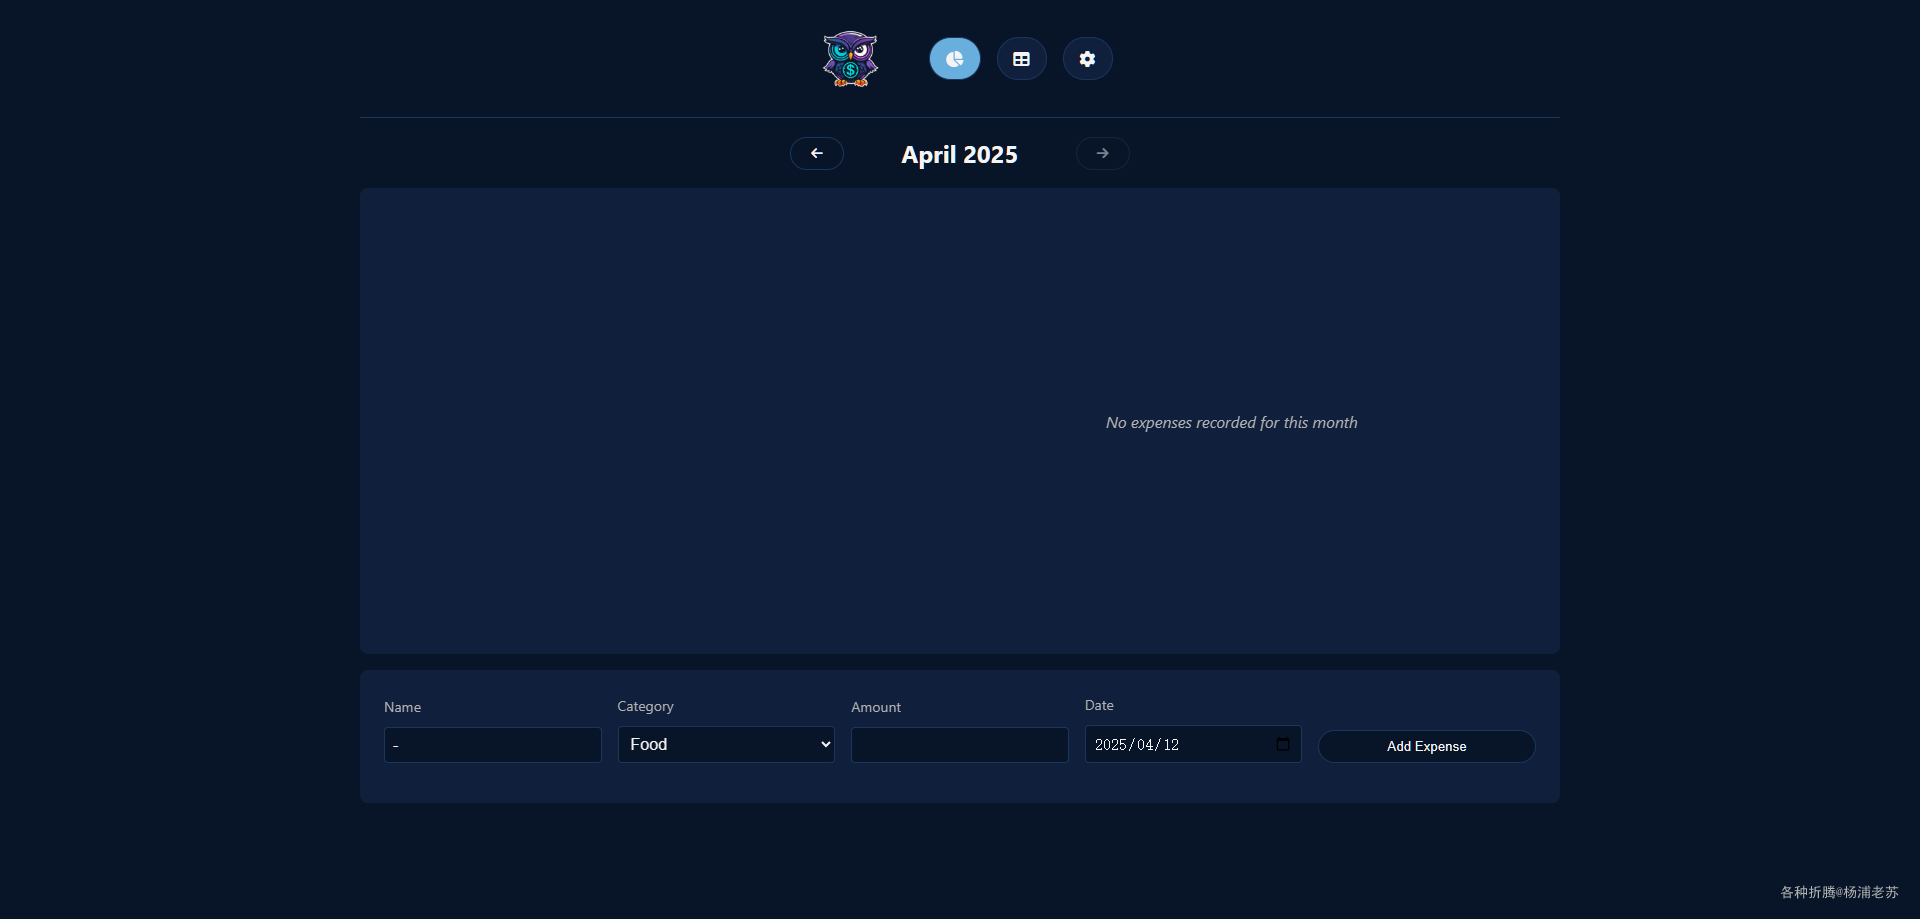 $
April 2025
No expenses recorded for this month
Name
Category
Amount
Date
-
Food
2025/04/12
Add Expense
各种折腾@杨浦老苏